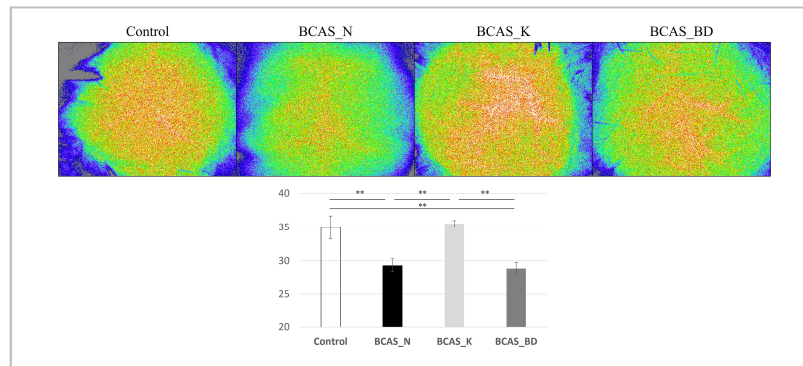 Control BCAS_N BCAS_K BCAS_BD
40
** ** **
**
35
30
25
20
Control BCAS_N BCAS_K BCAS_BD